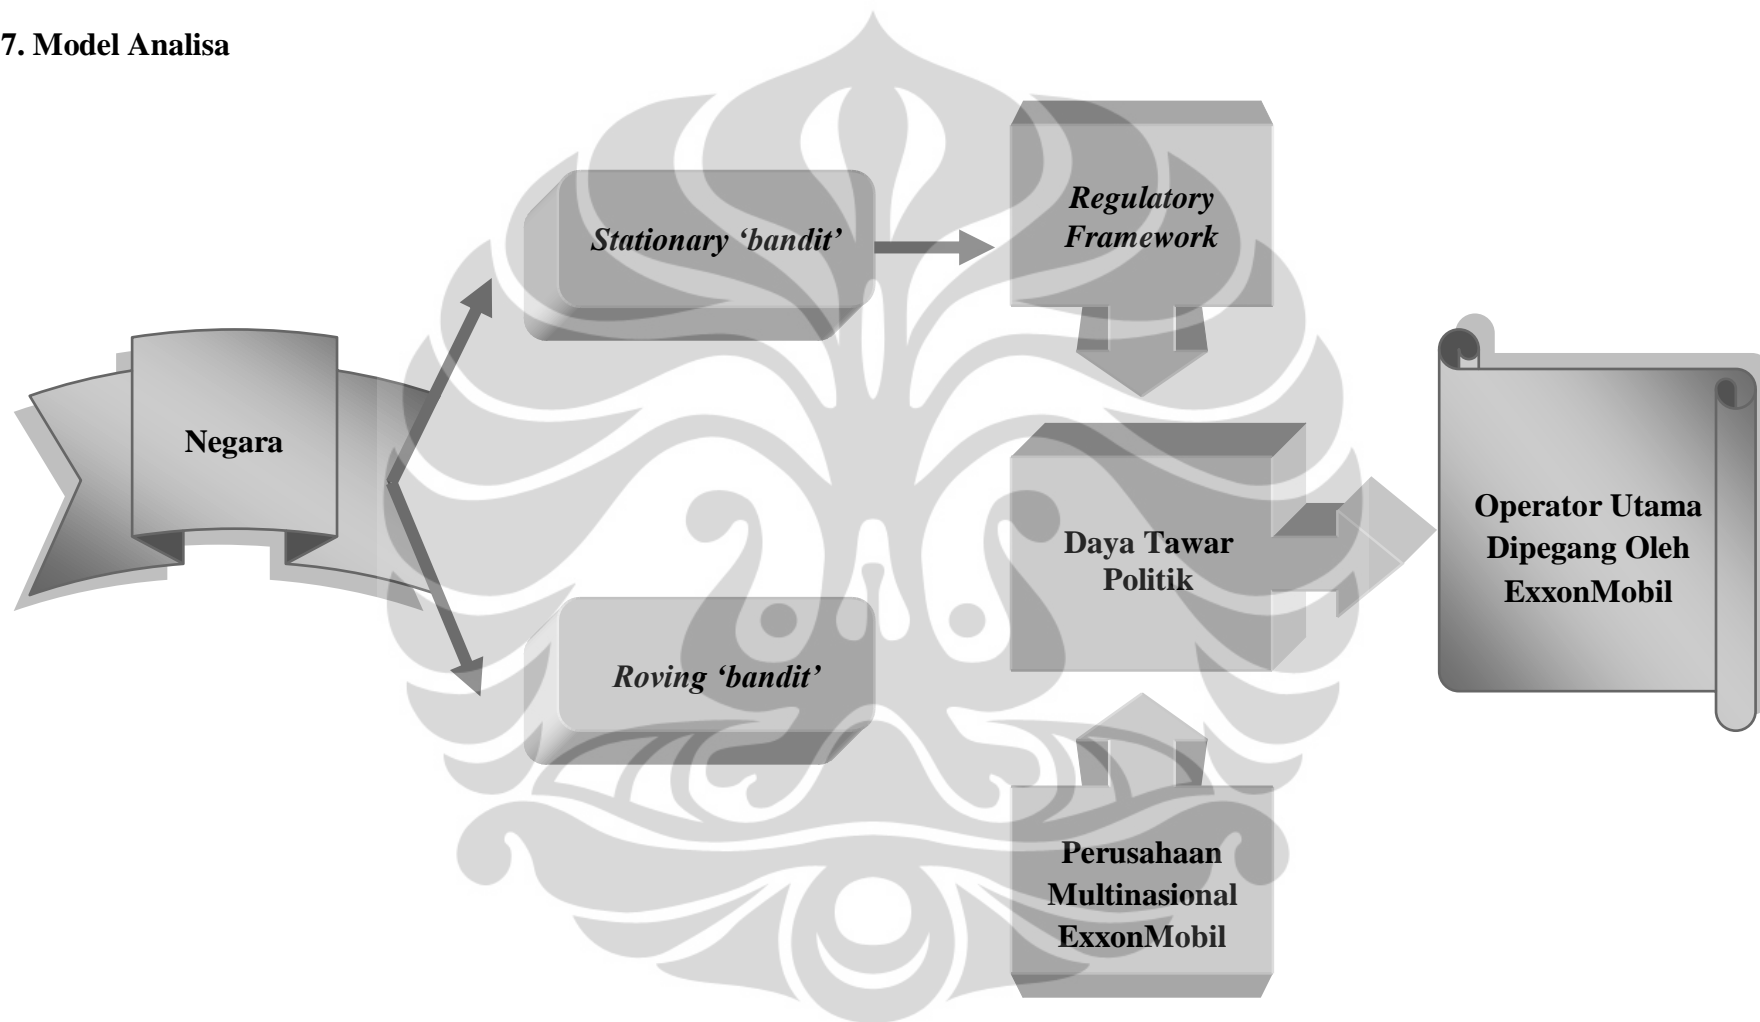 7. Model Analisa
Negara
Stationary ‘bandit’
Roving ‘bandit’
Regulatory
Framework
Daya Tawar
Politik
Perusahaan
Multinasional
ExxonMobil
Operator Utama
Dipegang Oleh
ExxonMobil